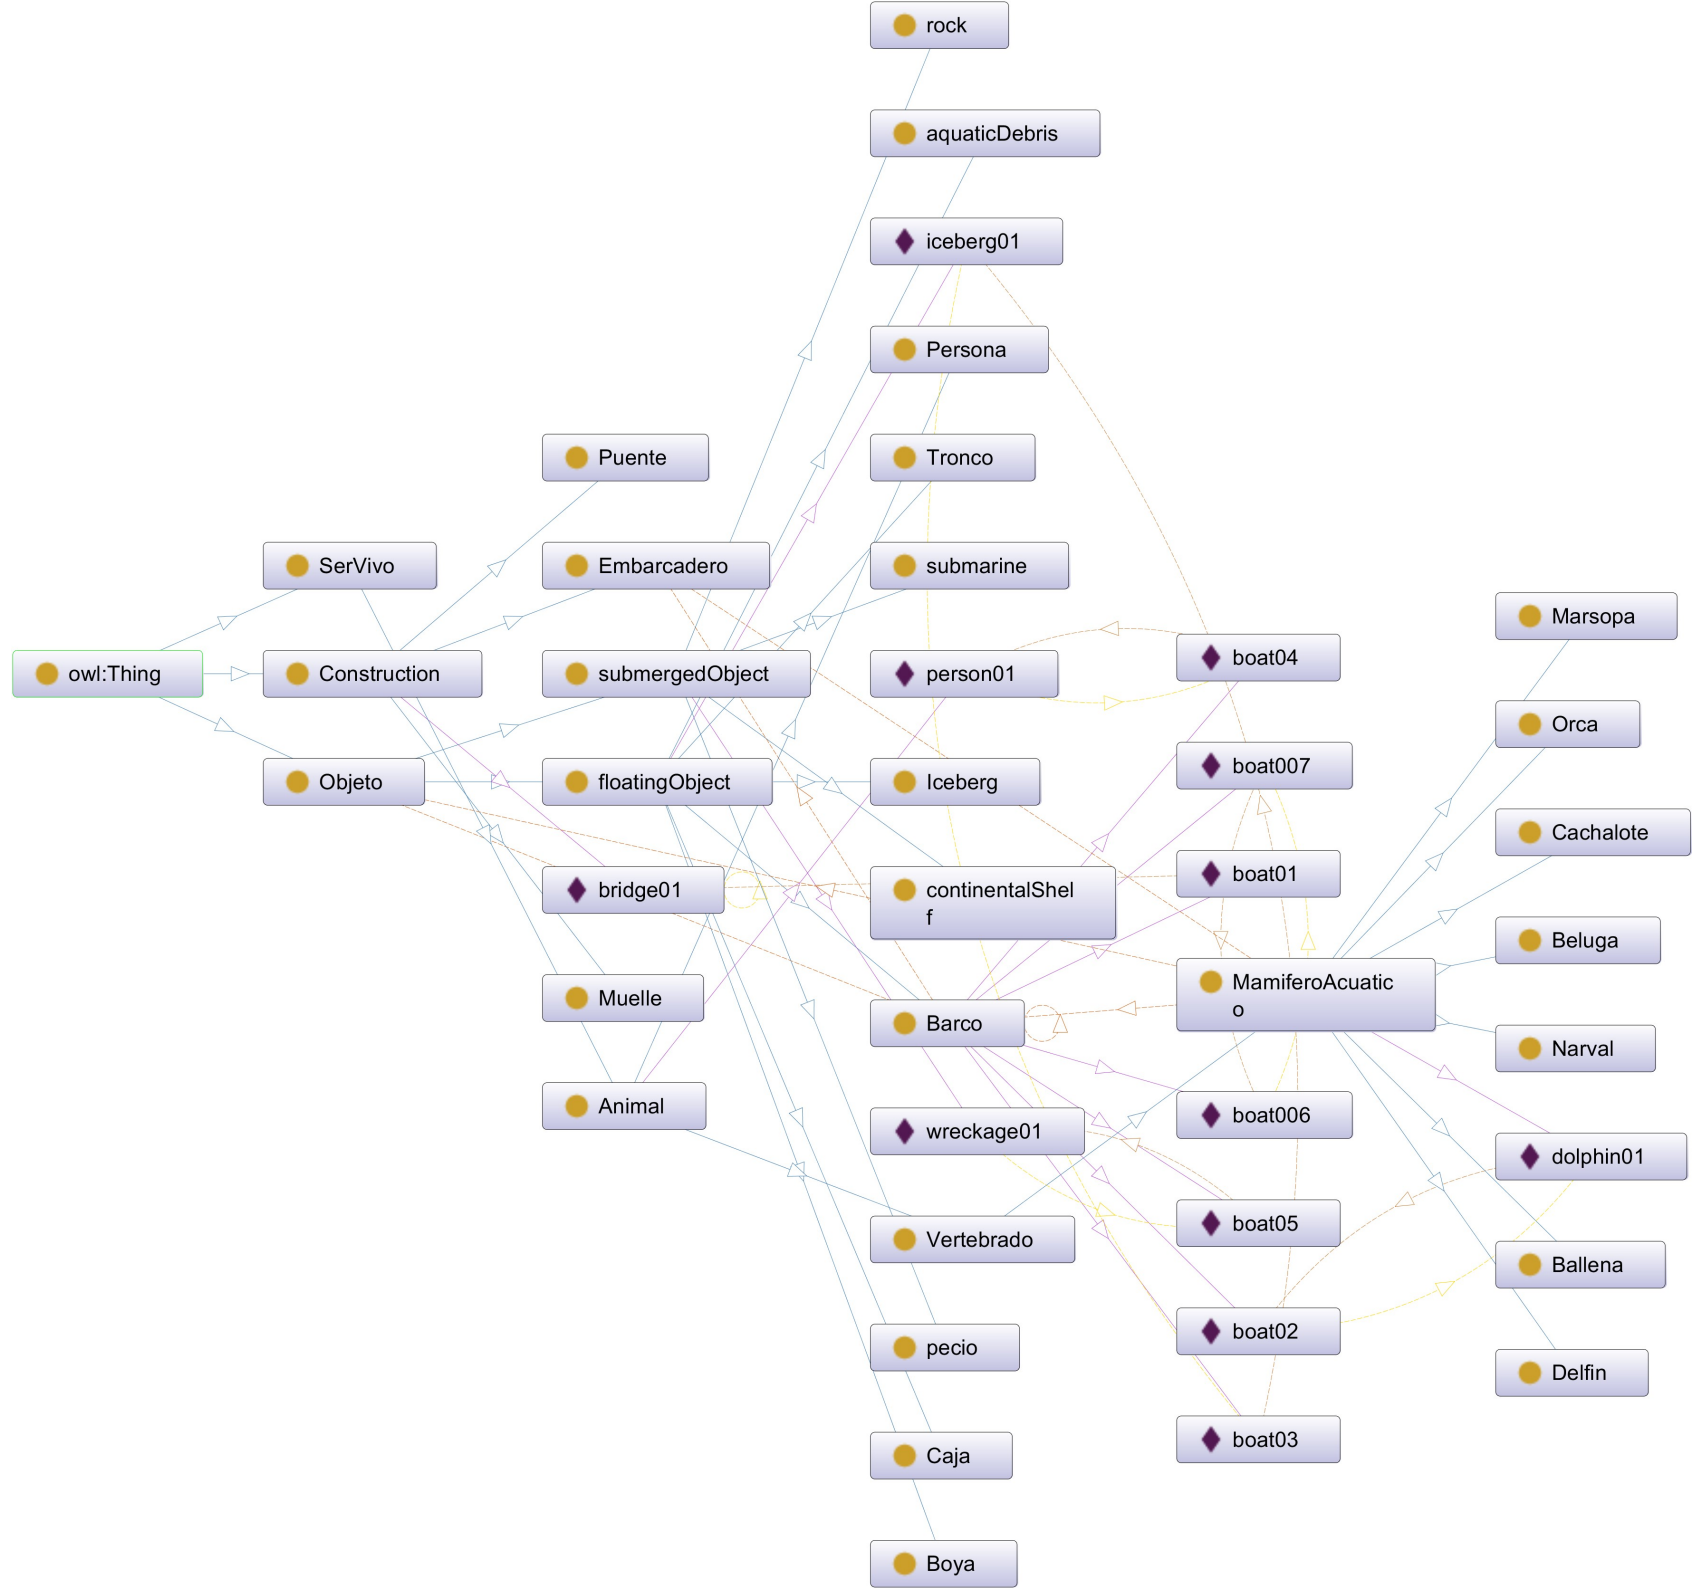 owl:Thing
SerVivo
Construction
Objeto
Puente
Embarcadero
submergedObject
floatingObject
bridge01
Muelle
Animal
rock
aquaticDebris
iceberg01
Persona
Tronco
submarine
person01
Iceberg
continentalShel
f
Barco
wreckage01
Vertebrado
pecio
Caja
Boya
boat04
boat007
boat01
MamiferoAcuatic
o
boat006
boat05
boat02
boat03
Marsopa
Orca
Cachalote
Beluga
Narval
dolphin01
Ballena
Delfin